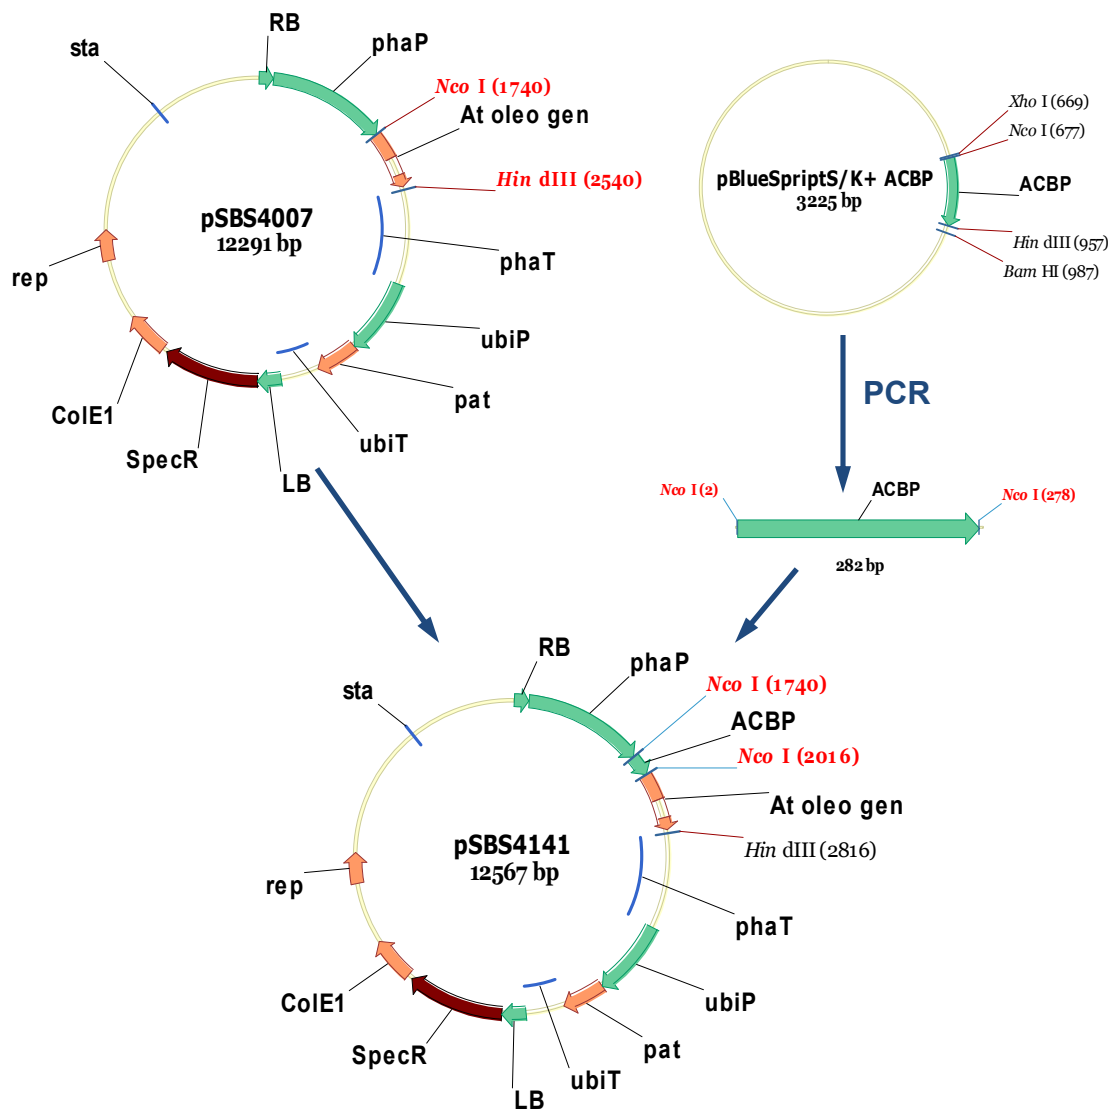 RB
phaP
sta
Nco I (1740)
At oleo gen
Hin dIII (2540)
pSBS4007
12291 bp
phaT
rep
ubiP
pat
ColE1
ubiT
SpecR
LB
Xho I (669)
Nco I (677)
pBlueSpriptS/K+ ACBP
3225 bp
ACBP
Hin dIII (957)
Bam HI (987)
PCR
Nco I (2)
ACBP
Nco I (278)
282 bp
RB
phaP
sta
Nco I (1740)
ACBP
Nco I (2016)
At oleo gen
Hin dIII (2816)
pSBS4141
12567 bp
rep
phaT
ColE1
ubiP
SpecR
pat
ubiT
LB